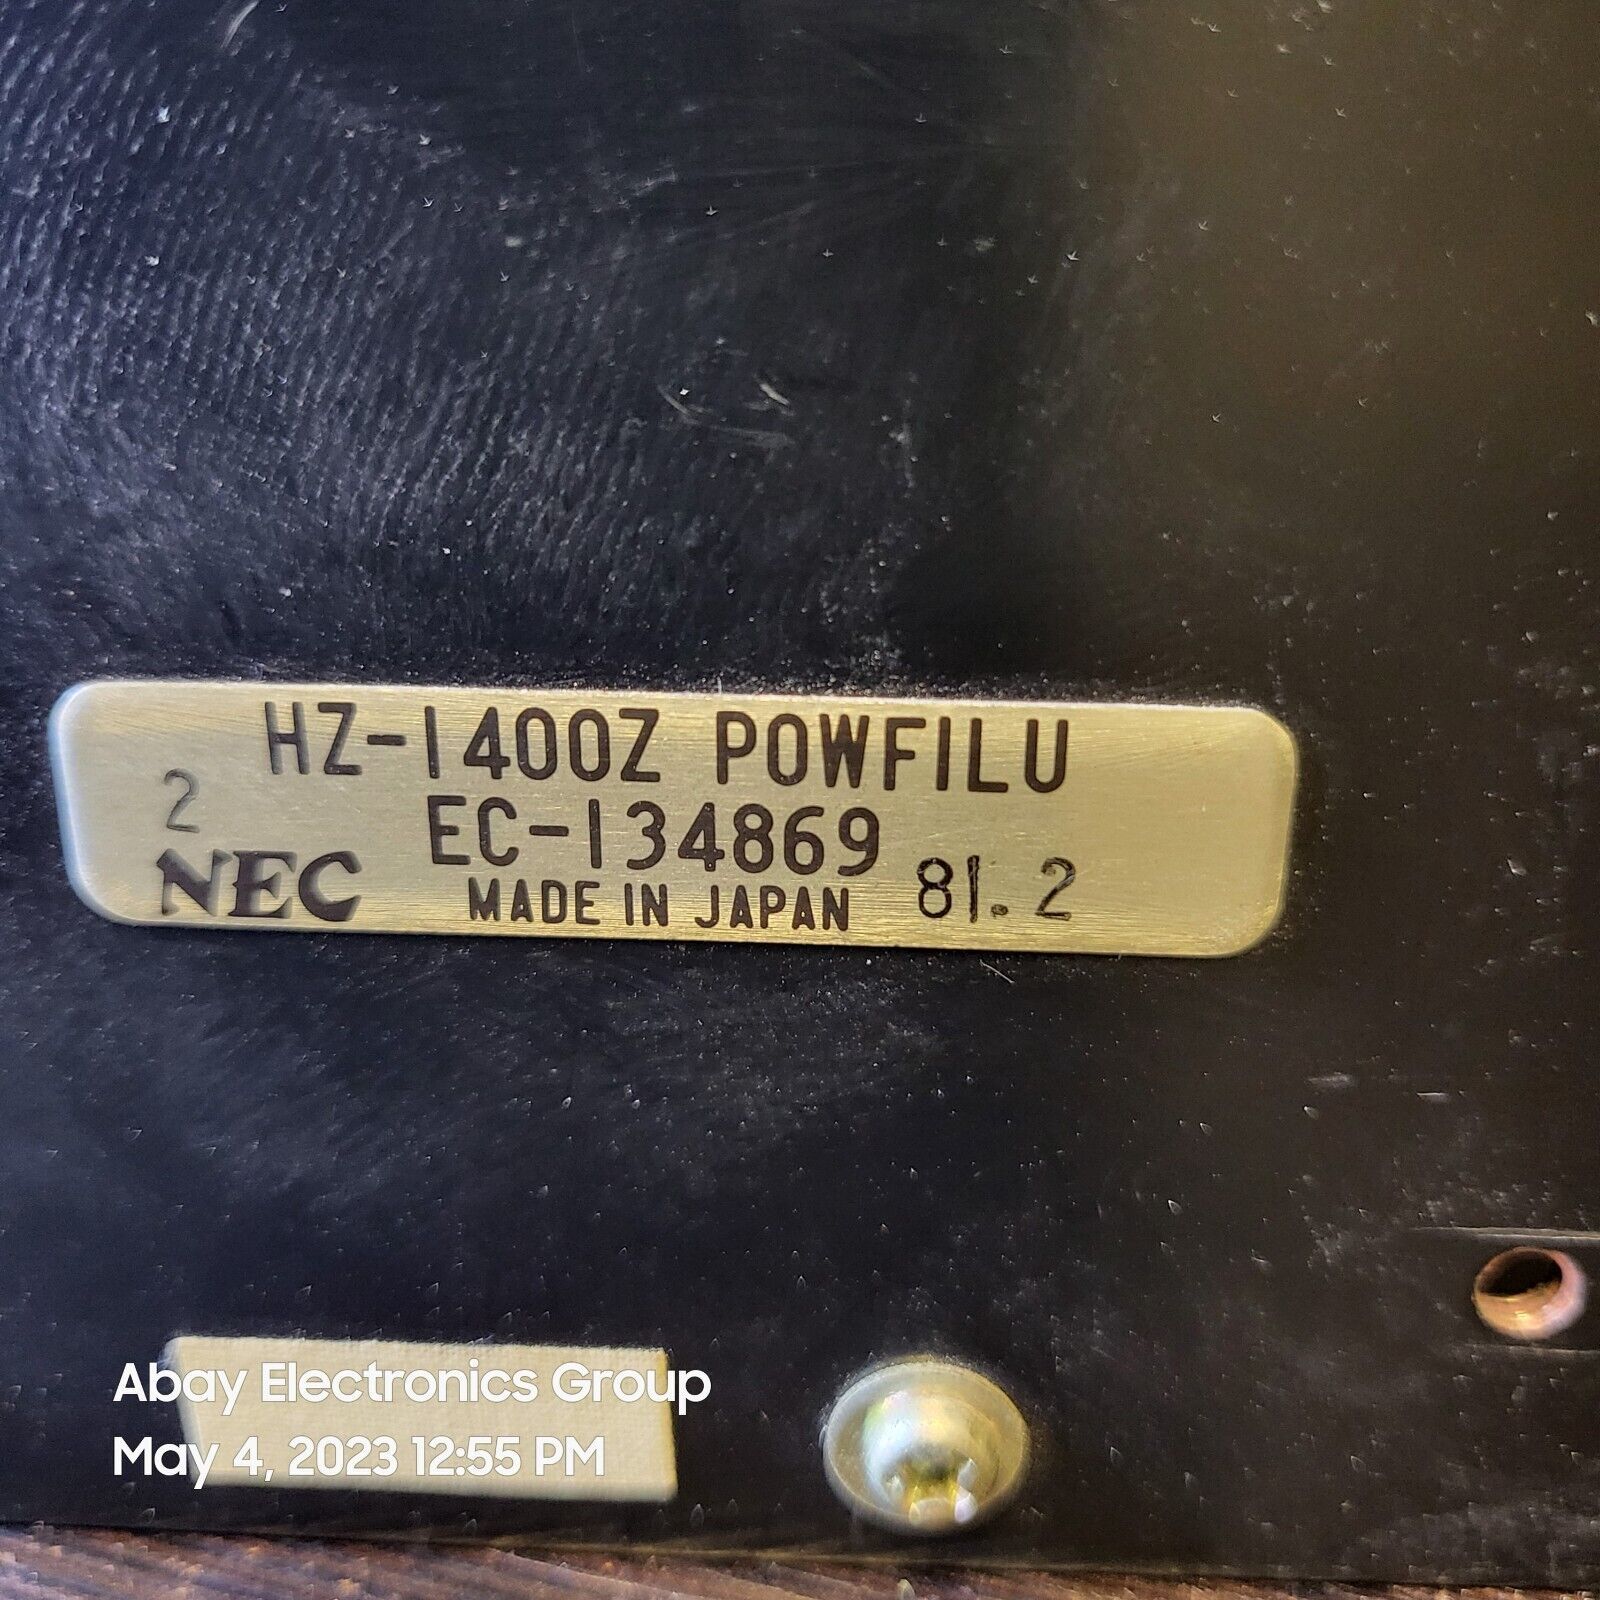 HZ-1400Z POWFILU
2
EC-134869
NEC MADE IN JAPAN 81.2
Abay Electronics Group
May 4, 2023 12:55 PM